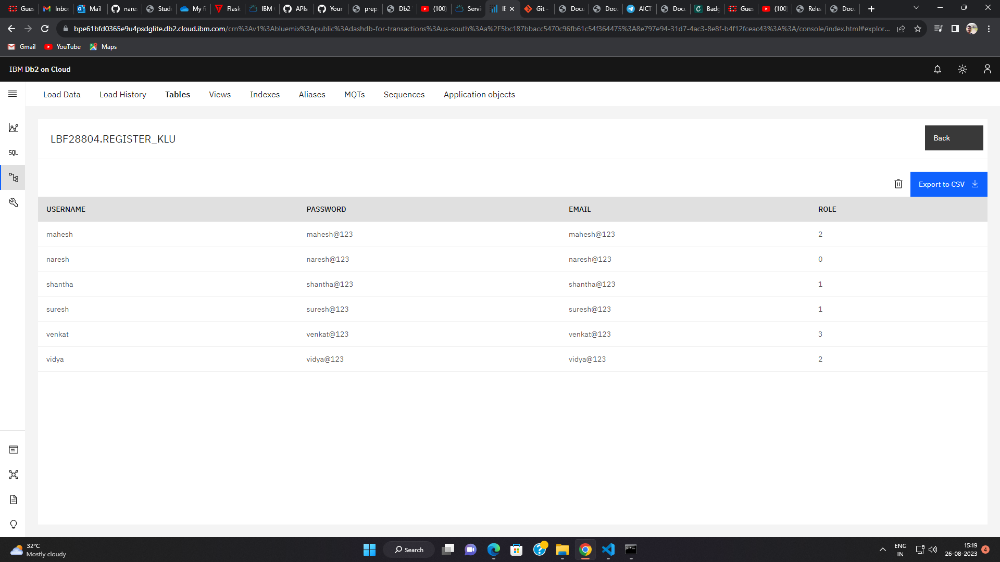 Gues Inbo Mail nare Stud My fi Flask IBM APIs Your prep Db2 (100) Servi IE Git - Docu Docu AICT Docu Badg Gues (100) Relea Docu
bpe61bfd0365e9u4psdglite.db2.cloud.ibm.com/crn%3Av1%3Abluemix%3Apublic%3Adashdb-for-transactions%3Aus-south%3Aa%2F5bc187bbacc5470c96fb61c54f364475%3A8e797e94-31d7-4ac3-8e8f-b4f12fceac43%3A%3A/console/index.html#explor...
Gmail YouTube Maps
IBM Db2 on Cloud
Load Data Load History Tables Views Indexes Aliases MQTs Sequences Application objects
SQL
LBF28804.REGISTER_KLU
Back
Export to CSV
USERNAME PASSWORD EMAIL ROLE
mahesh mahesh@123 mahesh@123 2
naresh naresh@123 naresh@123 0
shantha shantha@123 shantha@123 1
suresh suresh@123 suresh@123 1
venkat venkat@123 venkat@123 3
vidya vidya@123 vidya@123 2
32°C
Mostly cloudy
Search
ENG
IN
15:19
26-08-2023
4